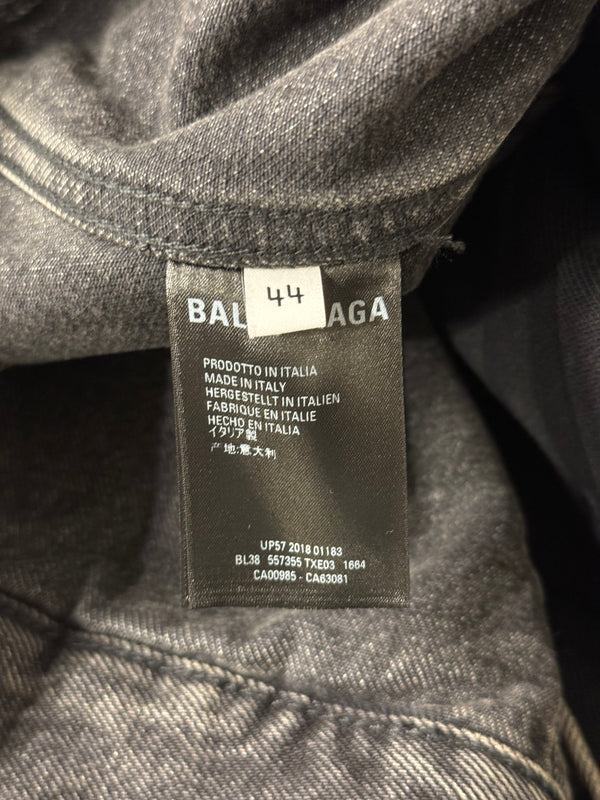 44
BAL AGA
PRODOTTO IN ITALIA
MADE IN ITALY
HERGESTELLT IN ITALIEN
FABRIQUE EN ITALIE
HECHO EN ITALIA
イタリア製
产地:意大利
UP57 2018 01183
BL38 557355 TXE03 1664
CA00985 - CA63081